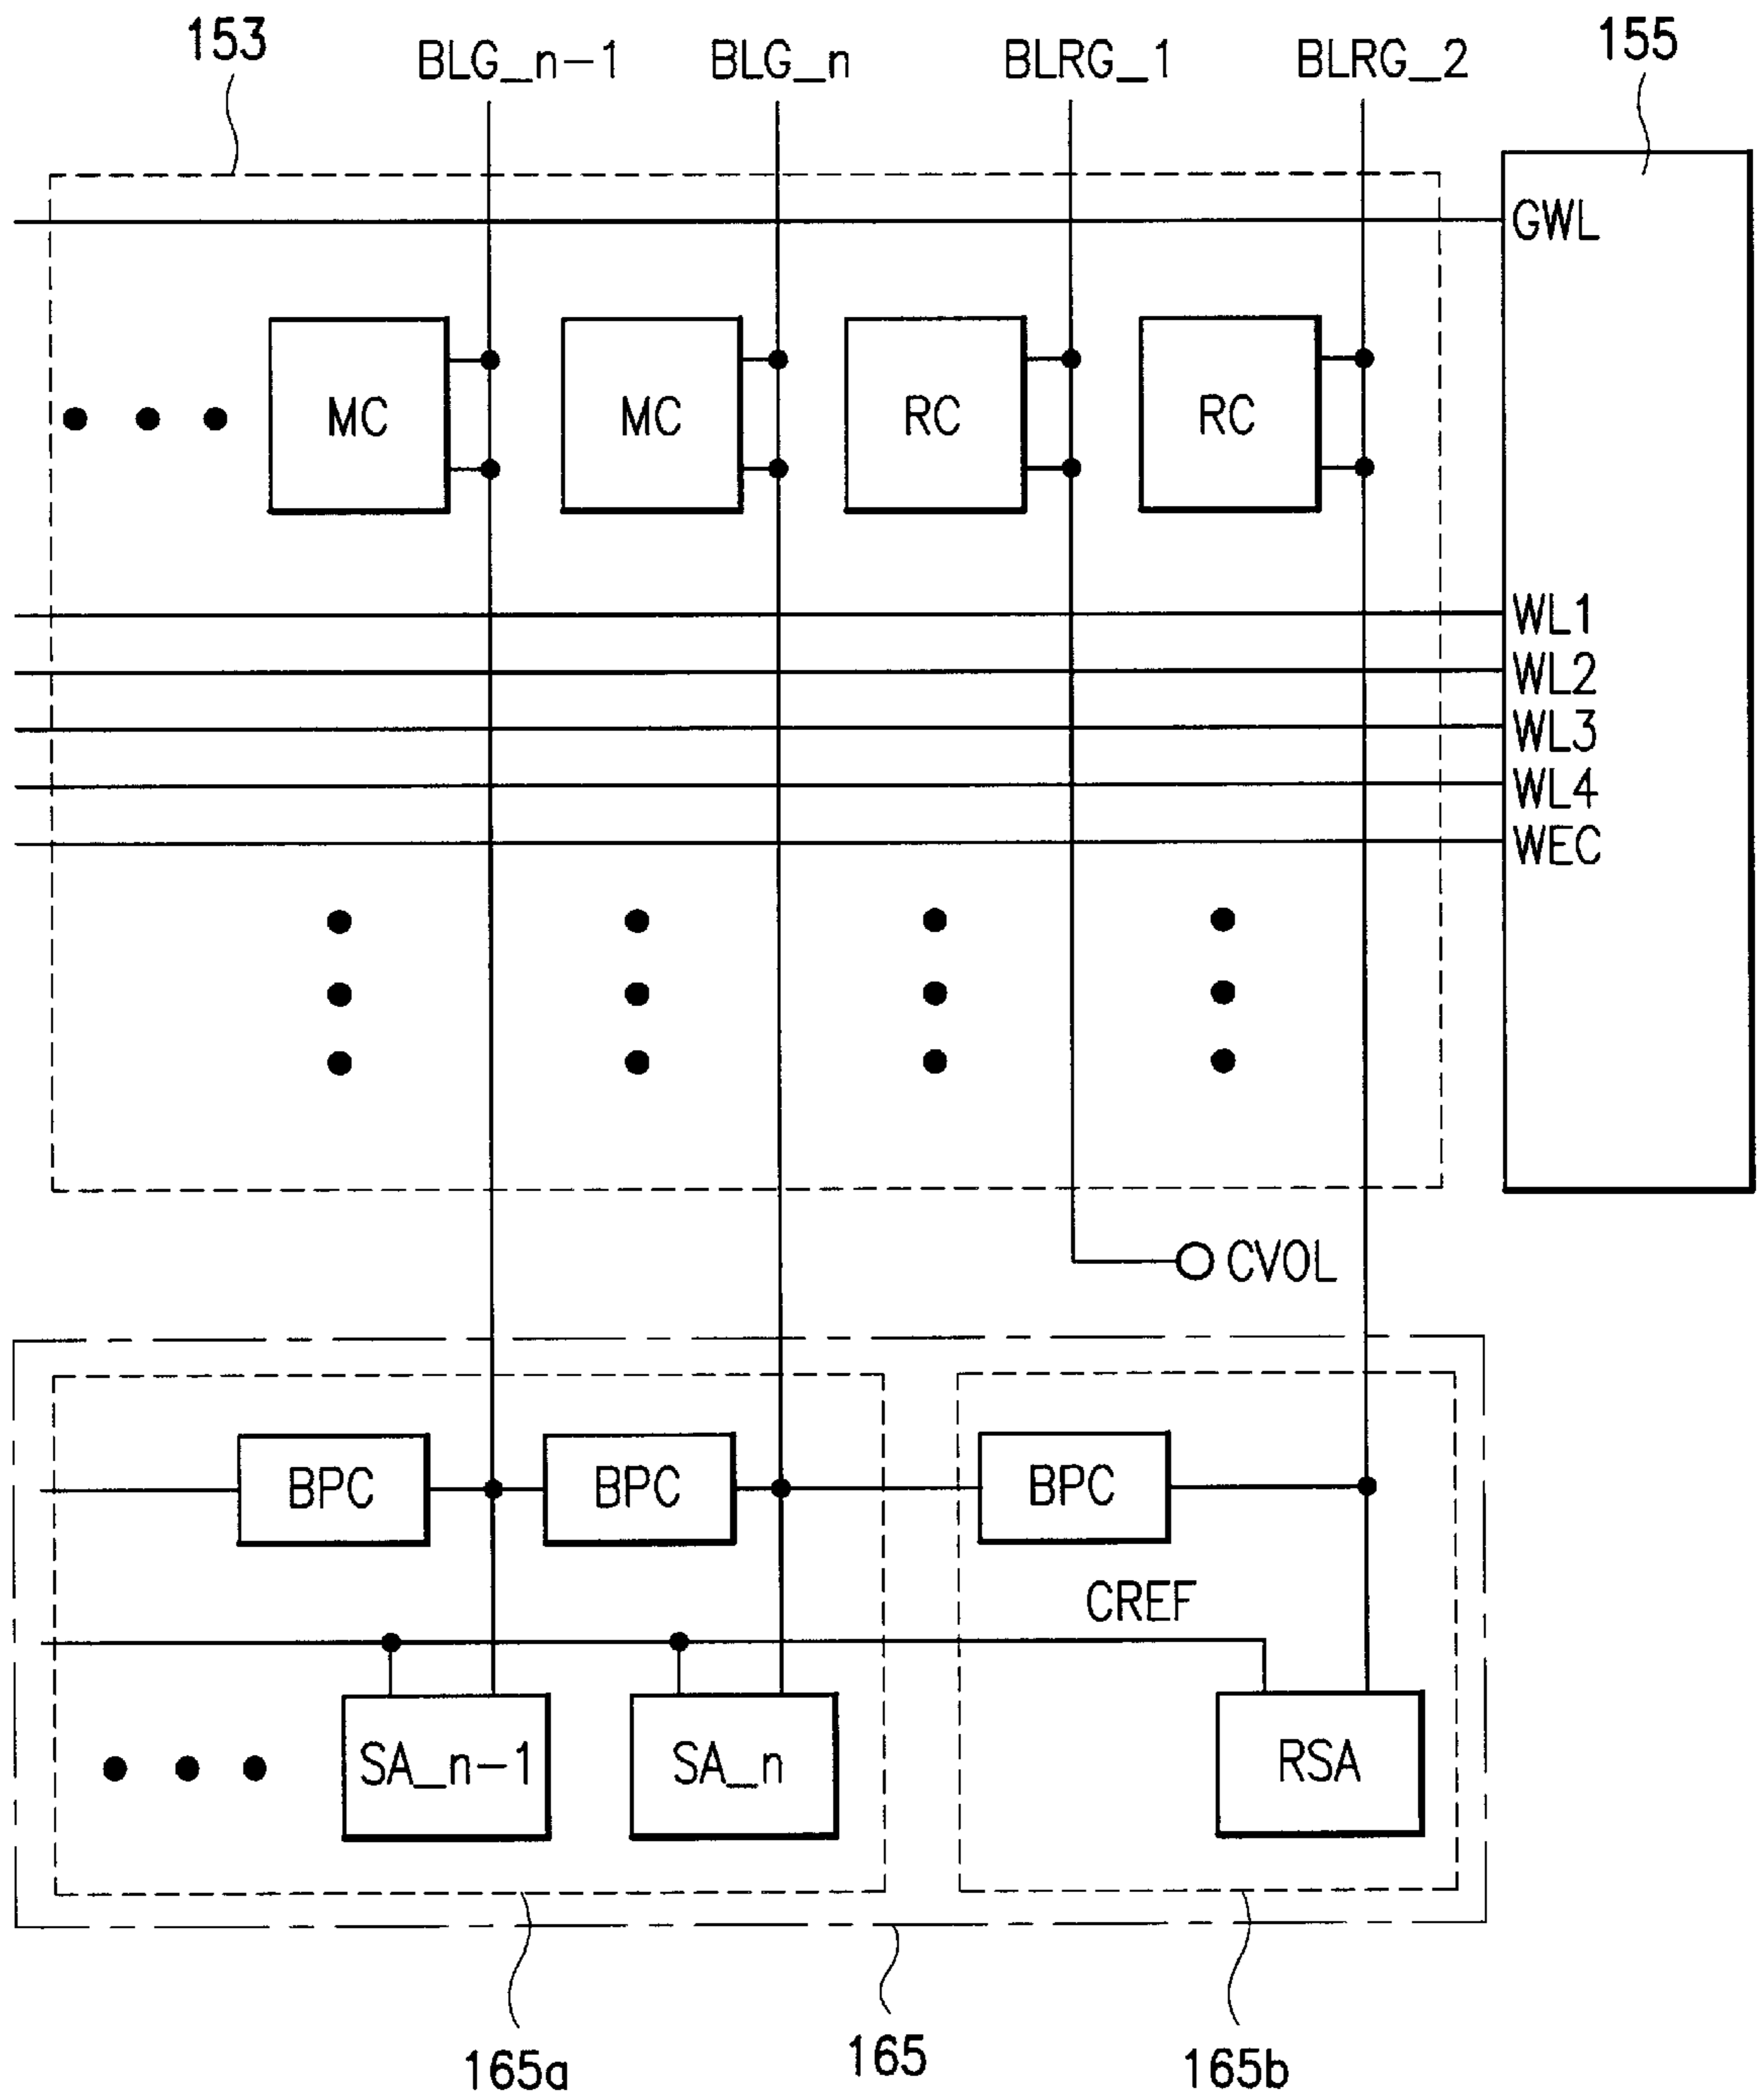 153
BLG_n-1
BLG_n
BLRG_1
BLRG_2
155
GWL
MC
MC
RC
RC
WL1
WL2
WL3
WL4
WEC
CVOL
BPC
BPC
BPC
CREF
SA_n-1
SA_n
RSA
165a
165
165b